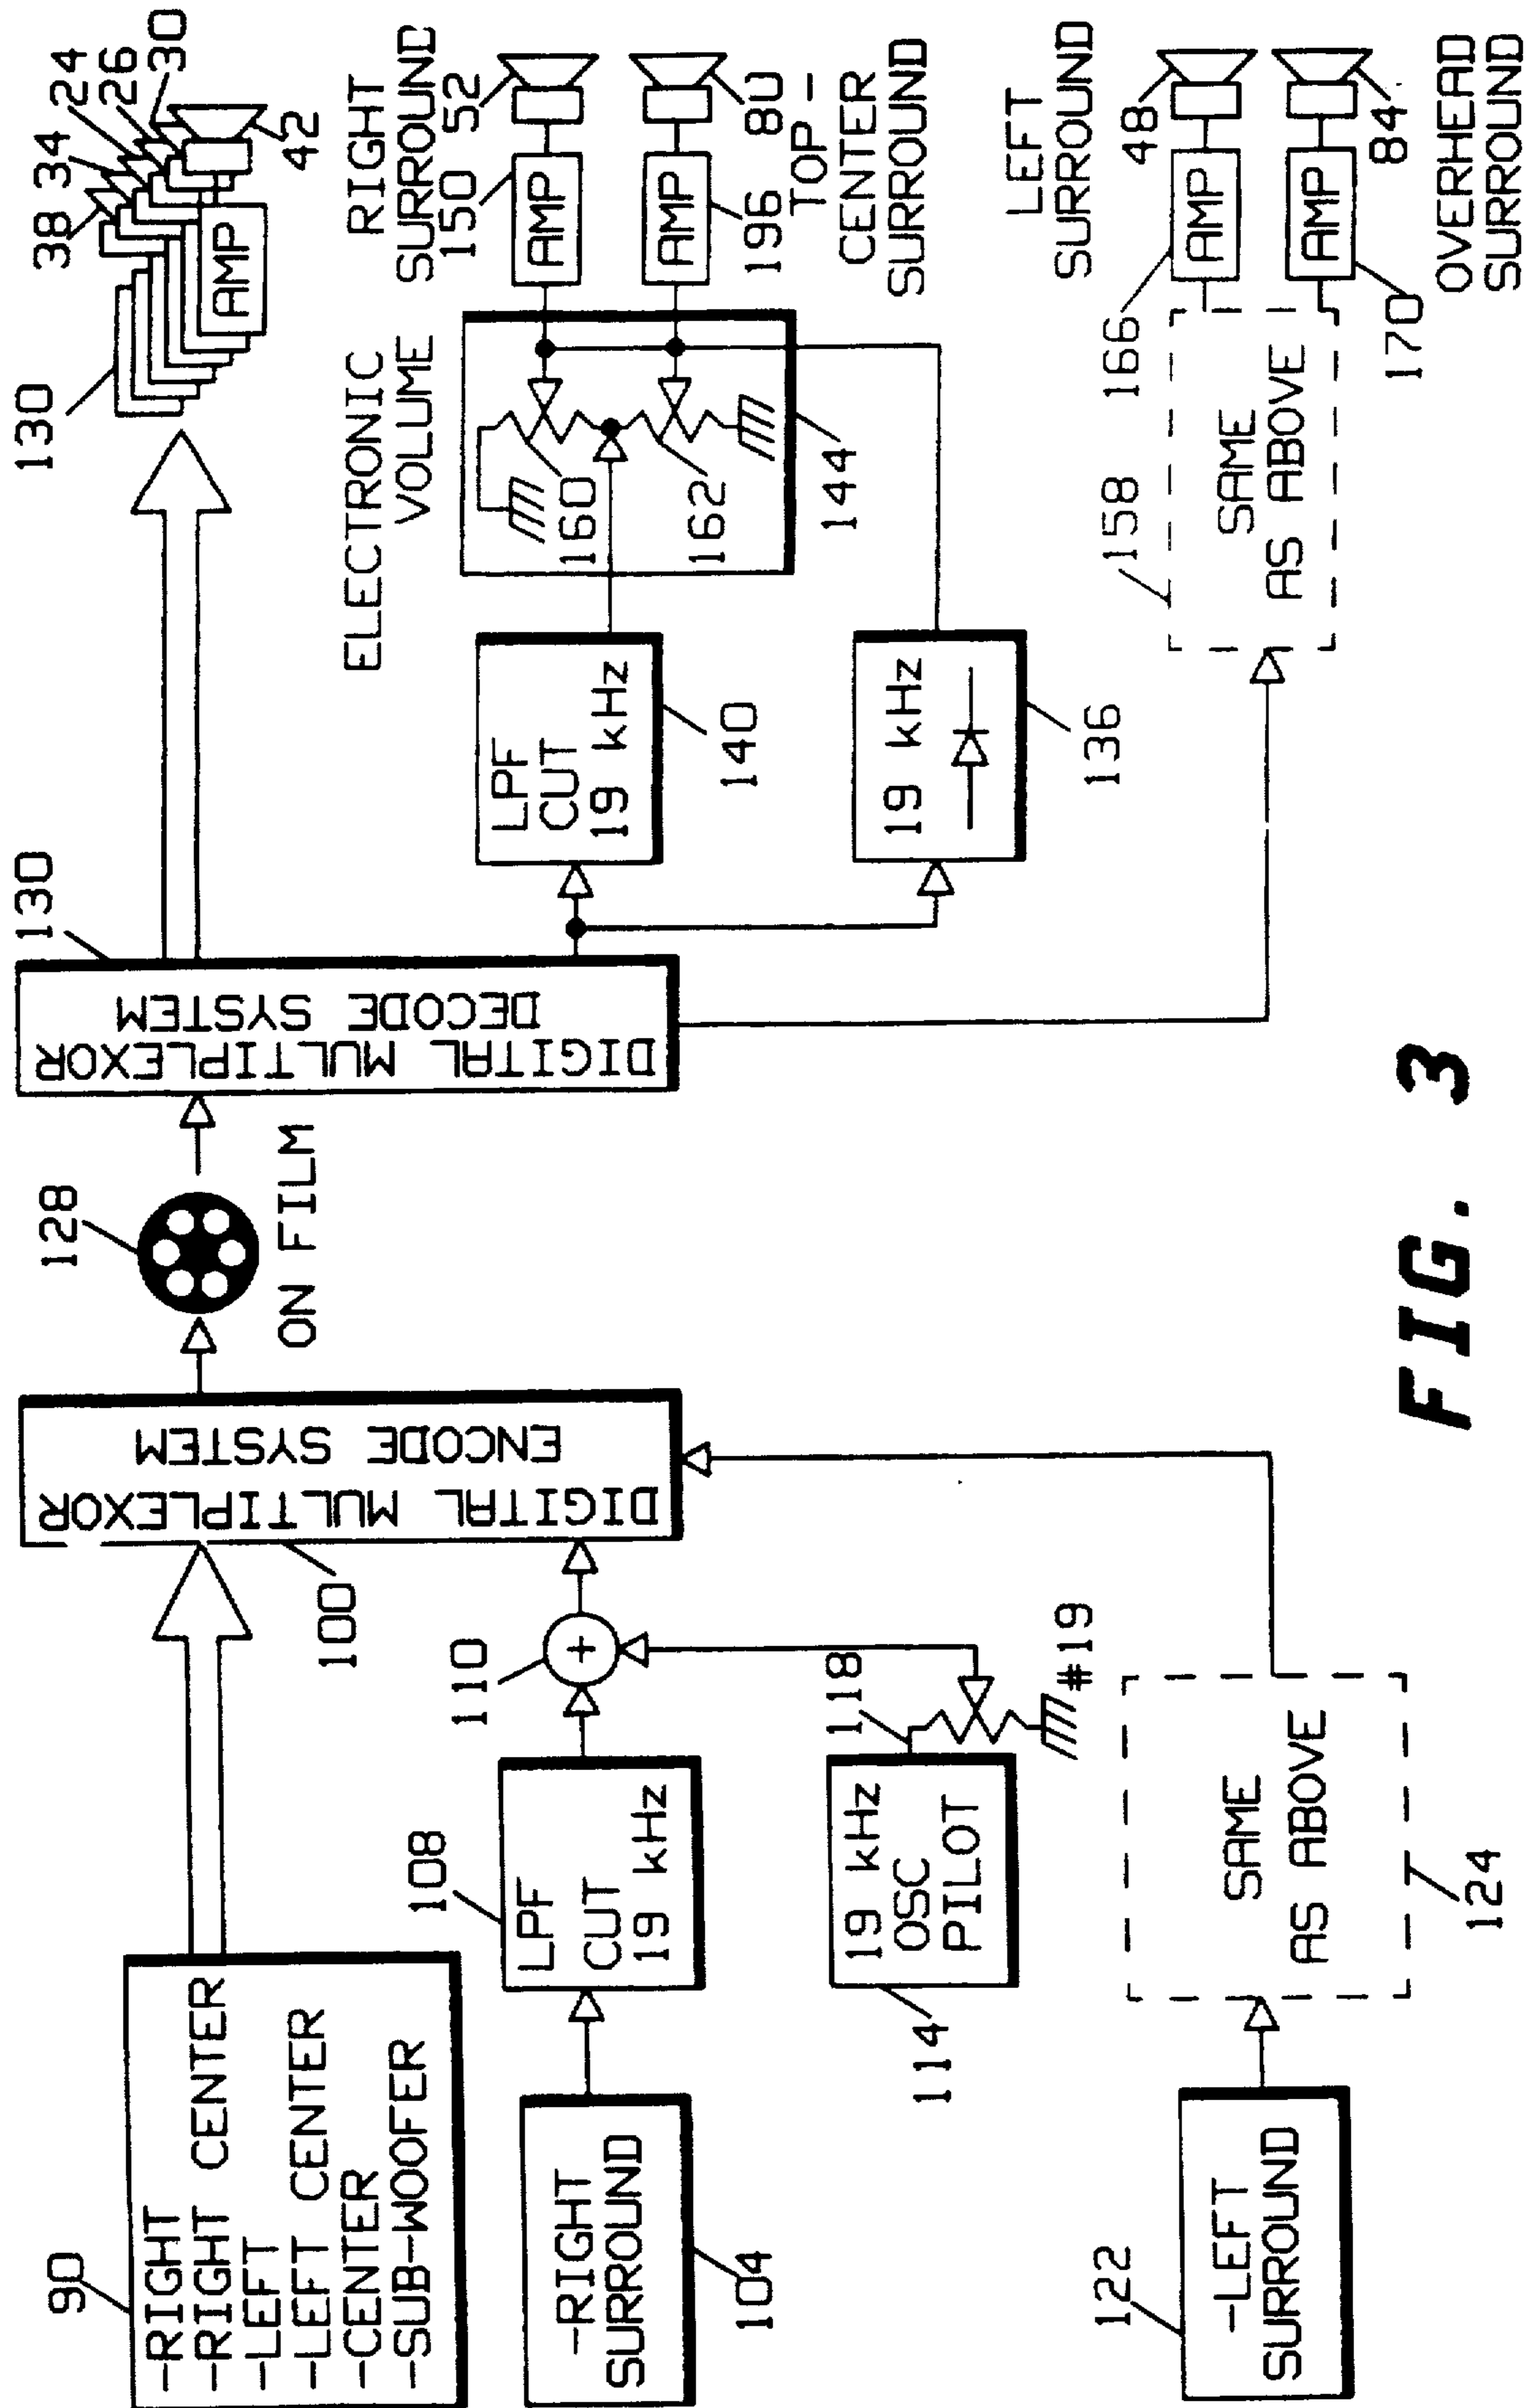 90
-RIGHT
-RIGHT CENTER
-LEFT
-LEFT CENTER
-CENTER
-SUB-WOOFER
-RIGHT
SURROUND
104
108
LPF
CUT
19 kHz
110
19 kHz
OSC
PILOT
114
118
#19
122
-LEFT
SURROUND
SAME
AS ABOVE
124
100
DIGITAL MULTIPLEXOR
ENCODE SYSTEM
128
ON FILM
130
DIGITAL MULTIPLEXOR
DECODE SYSTEM
LPF
CUT
19 kHz
140
19 kHz
136
ELECTRONIC
VOLUME
160
162
144
130
AMP
38
34
24
26
30
42
RIGHT
SURROUND
150
52
AMP
AMP
196
80
TOP -
CENTER
SURROUND
158
SAME
AS ABOVE
LEFT
SURROUND
166
48
AMP
AMP
170
84
OVERHEAD
SURROUND
FIG. 3